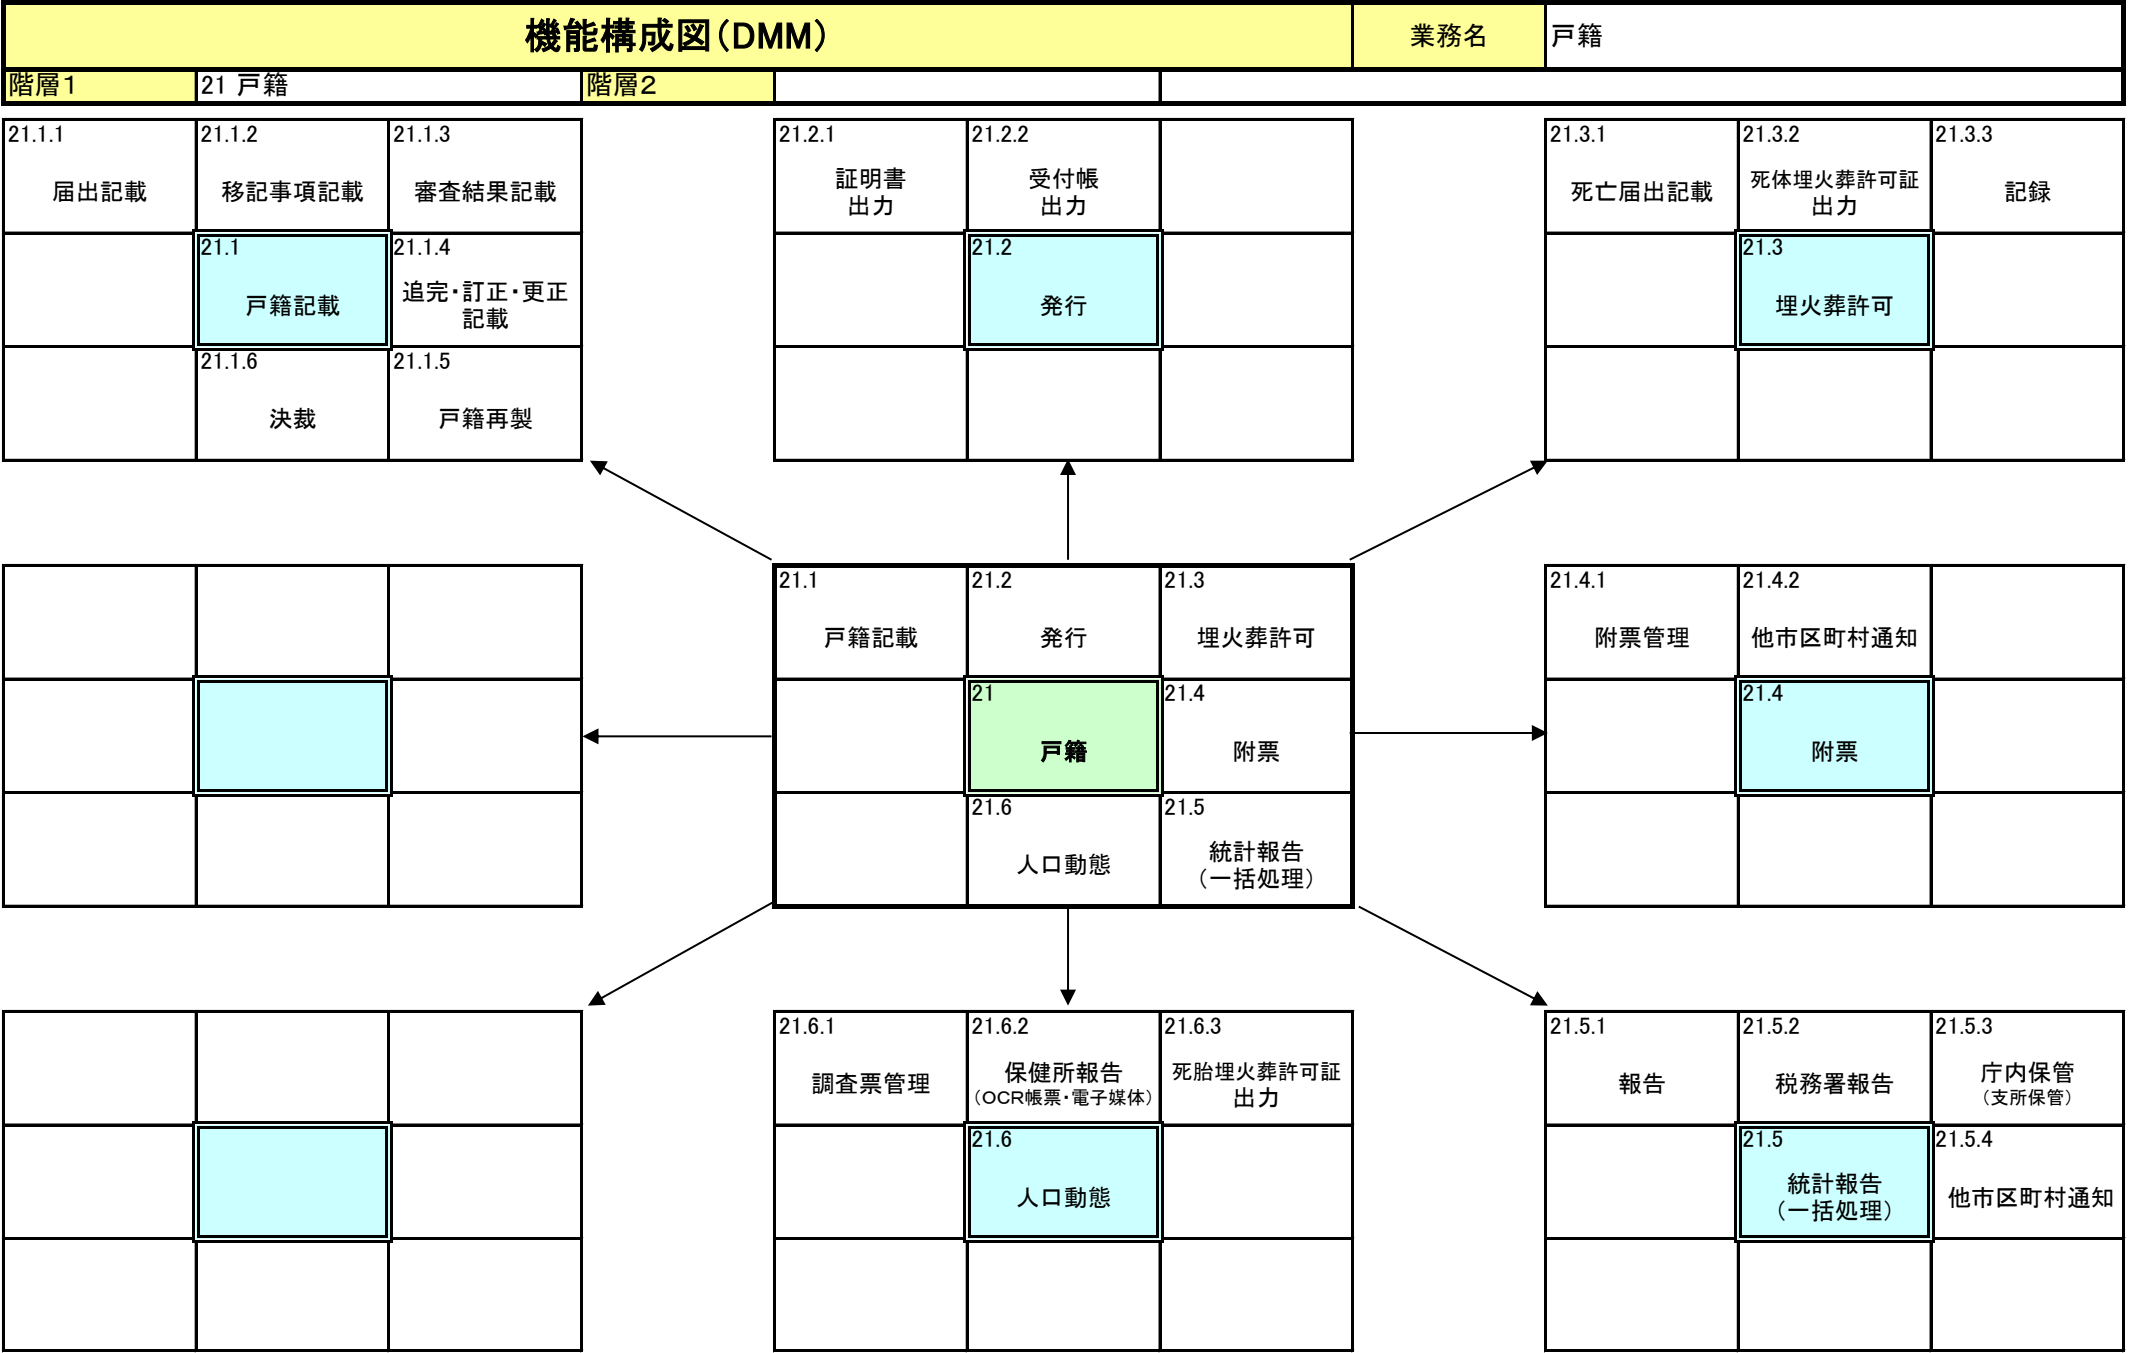 機能構成図(DMM)
業務名
戸籍
階層1
21 戸籍
階層2
21.1.1
届出記載
21.1.2
移記事項記載
21.1.3
審査結果記載
21.1
戸籍記載
21.1.4
追完・訂正・更正
記載
21.1.6
決裁
21.1.5
戸籍再製
21.2.1
証明書
出力
21.2.2
受付帳
出力
21.2
発行
21.3.1
死亡届出記載
21.3.2
死体埋火葬許可証
出力
21.3.3
記録
21.3
埋火葬許可
21.1
戸籍記載
21.2
発行
21.3
埋火葬許可
21
戸籍
21.4
附票
21.6
人口動態
21.5
統計報告
(一括処理)
21.4.1
附票管理
21.4.2
他市区町村通知
21.4
附票
21.6.1
調査票管理
21.6.2
保健所報告
(OCR帳票・電子媒体)
21.6.3
死胎埋火葬許可証
出力
21.6
人口動態
21.5.1
報告
21.5.2
税務署報告
21.5.3
庁内保管
(支所保管)
21.5
統計報告
(一括処理)
21.5.4
他市区町村通知